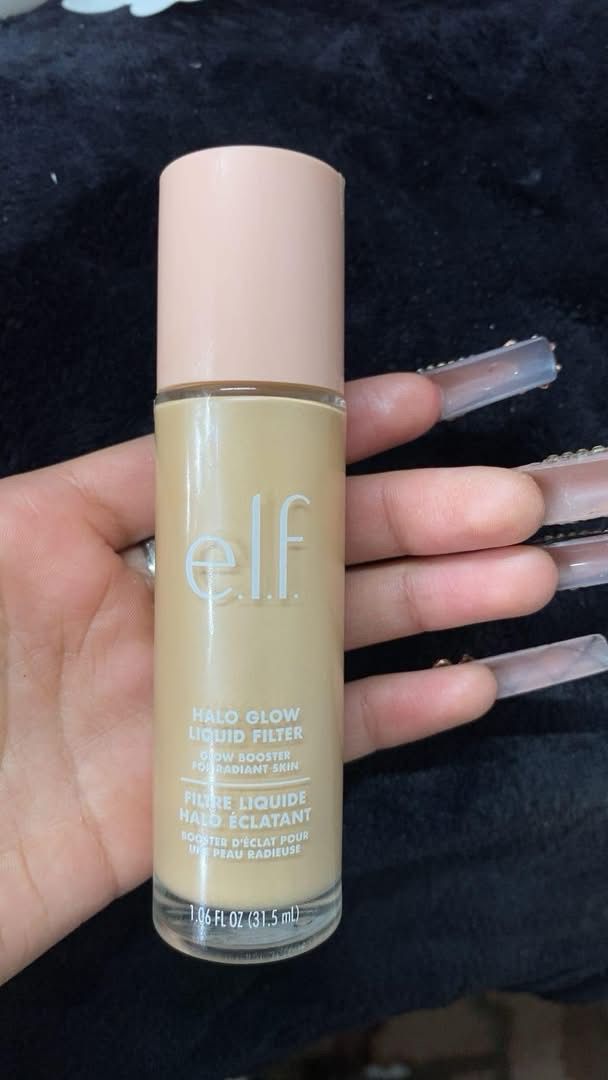 e.l.f.
HALO GLOW
LIQUID FILTER
GLOW BOOSTER
FOR RADIANT SKIN
FILTRE LIQUIDE
HALO ÉCLATANT
BOOSTER D'ÉCLAT POUR
UNE PEAU RADIEUSE
1.06 FL OZ (31.5 mL)